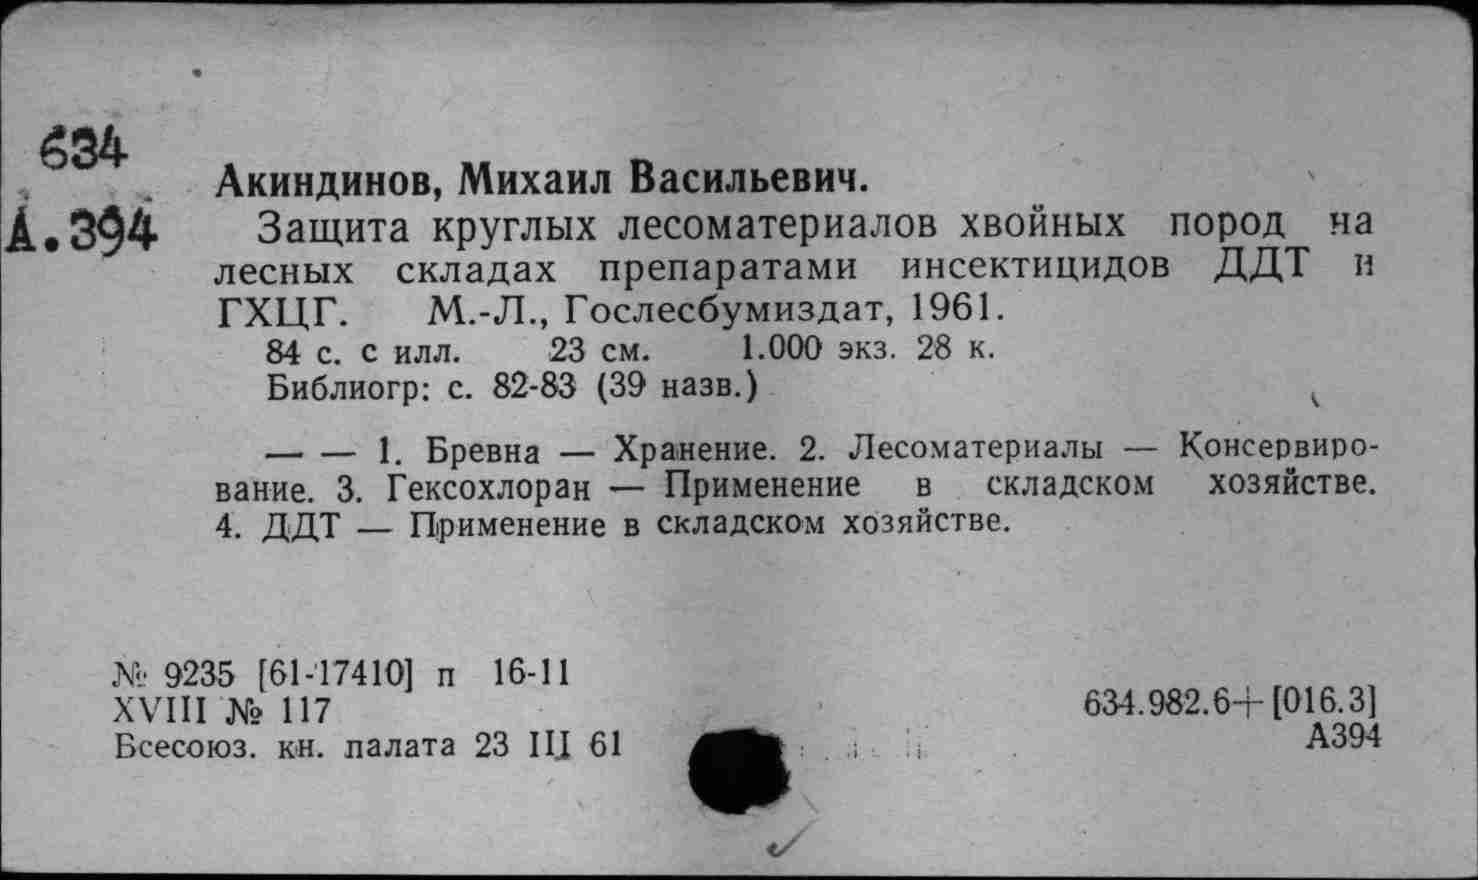 634
А.394
Акиндинов, Михаил Васильевич.
Защита круглых лесоматериалов хвойных пород на
лесных складах препаратами инсектицидов ДДТ и
ГХЦГ. М.-Л., Гослесбумиздат, 1961.
84 с. с илл. 23 см. 1.000 экз. 28 к.
Библиогр: с. 82-83 (39 назв.)
— — 1. Бревна — Хранение. 2. Лесоматериалы — Консервиро-
вание. 3. Гексохлоран — Применение в складском хозяйстве.
4. ДДТ — Применение в складском хозяйстве.
№ 9235 [61-17410] п 16-11
XVIII № 117
Всесоюз. кн. палата 23 III 61
634.982.6+[016.3]
А394